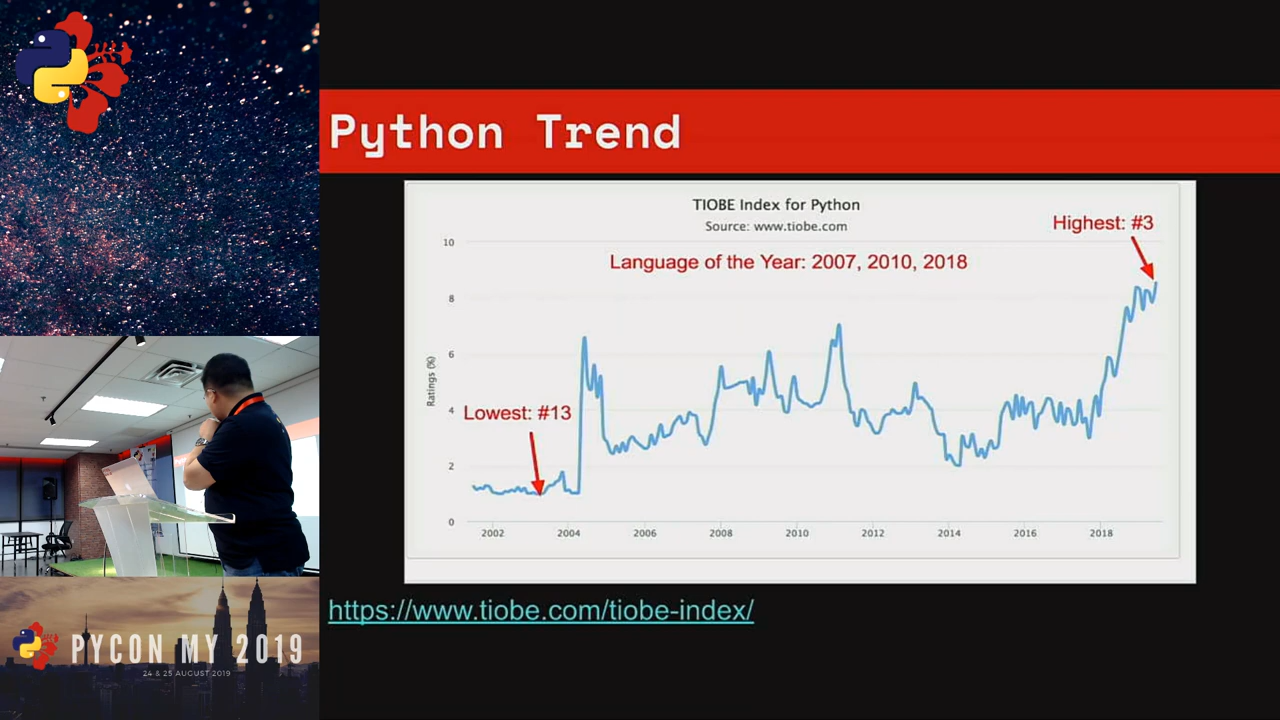 Python Trend
TIOBE Index for Python
Source: www.tiobe.com
Highest: #3
Language of the Year: 2007, 2010, 2018
Lowest: #13
Ratings (%)
10
8
6
4
2
0
2002 2004 2006 2008 2010 2012 2014 2016 2018
https://www.tiobe.com/tiobe-index/
PYCON MY 2019
24 & 25 AUGUST 2019